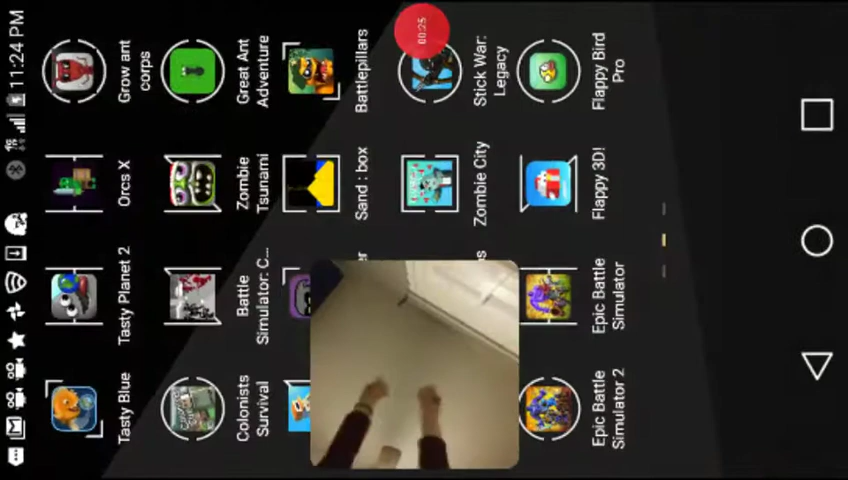 11:24 PM
00:25
Tasty Blue
Tasty Planet 2
Orcs X
Grow ant
corps
Colonists
Survival
Battle
Simulator: C...
Zombie
Tsunami
Great Ant
Adventure
Sand : box
Battlepillars
Zombie City
Stick War:
Legacy
Epic Battle
Simulator 2
Epic Battle
Simulator
Flappy 3D!
Flappy Bird
Pro